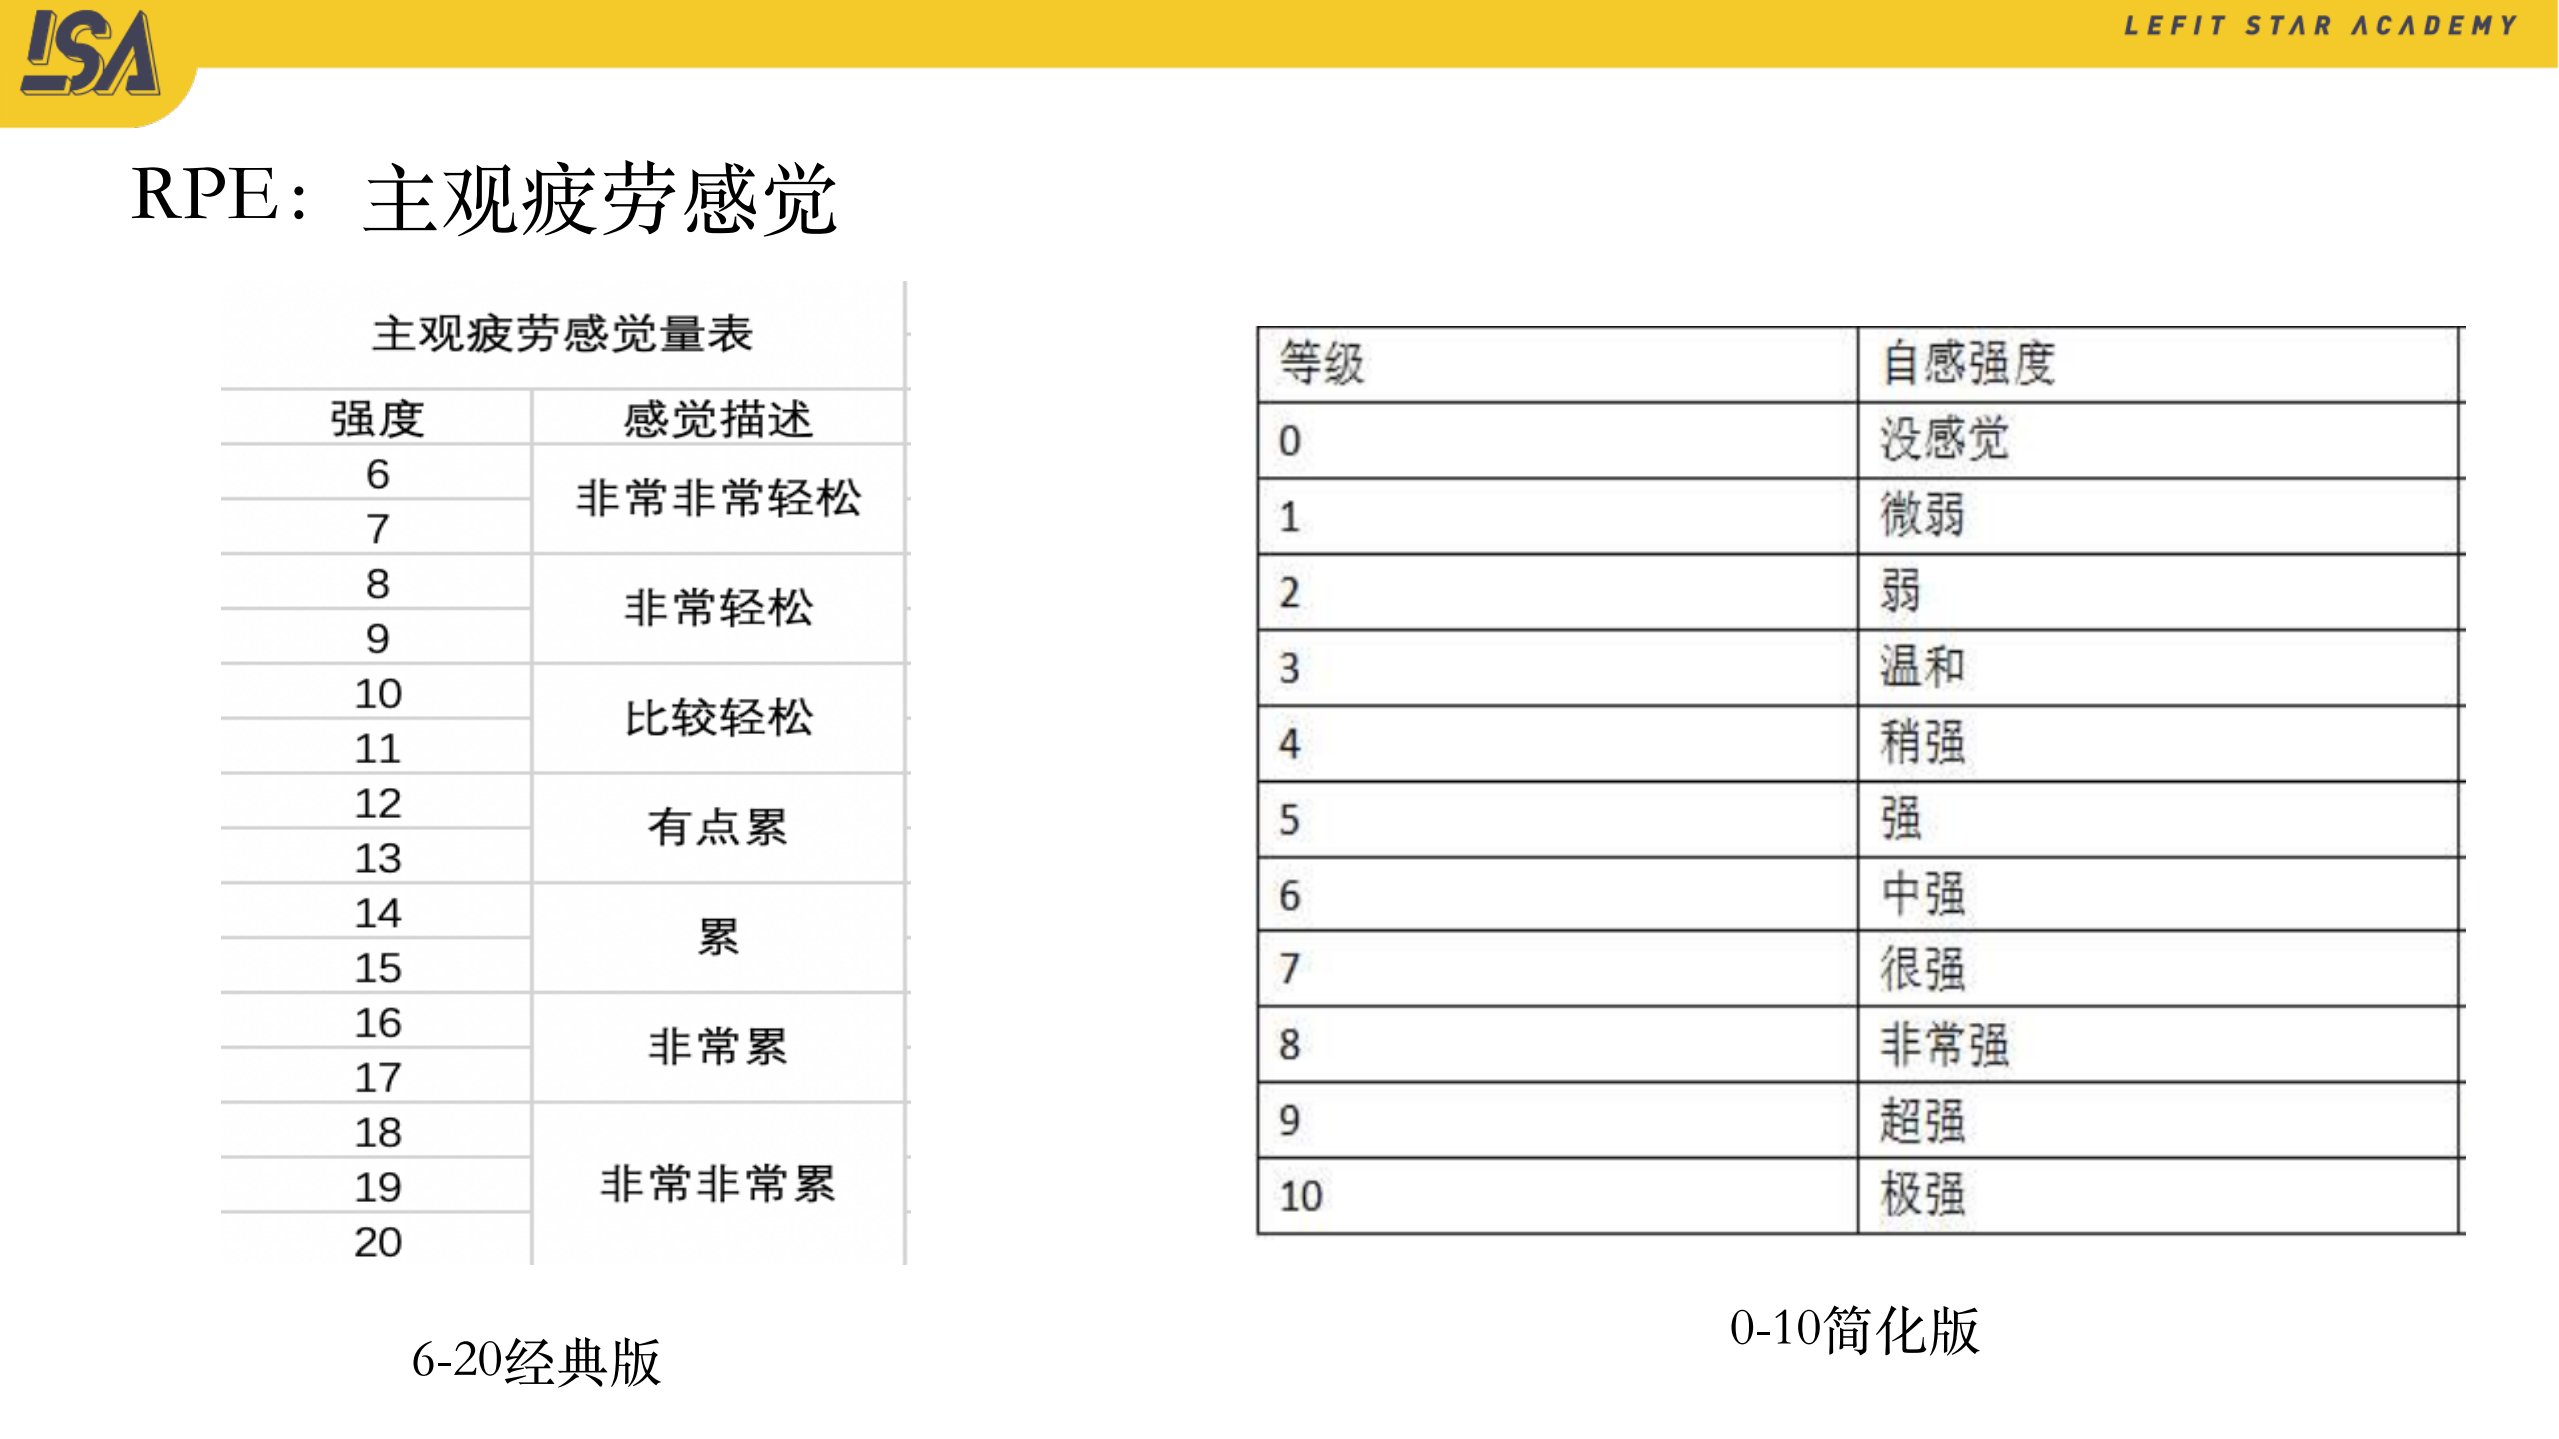 LSA
LEFIT STAR ACADEMY
RPE：主观疲劳感觉
主观疲劳感觉量表
强度 感觉描述
6 非常非常轻松
7
8 非常轻松
9
10 比较轻松
11
12 有点累
13
14 累
15
16 非常累
17
18 非常非常累
19
20
6-20经典版
等级 自感强度
0 没感觉
1 微弱
2 弱
3 温和
4 稍强
5 强
6 中强
7 很强
8 非常强
9 超强
10 极强
0-10简化版